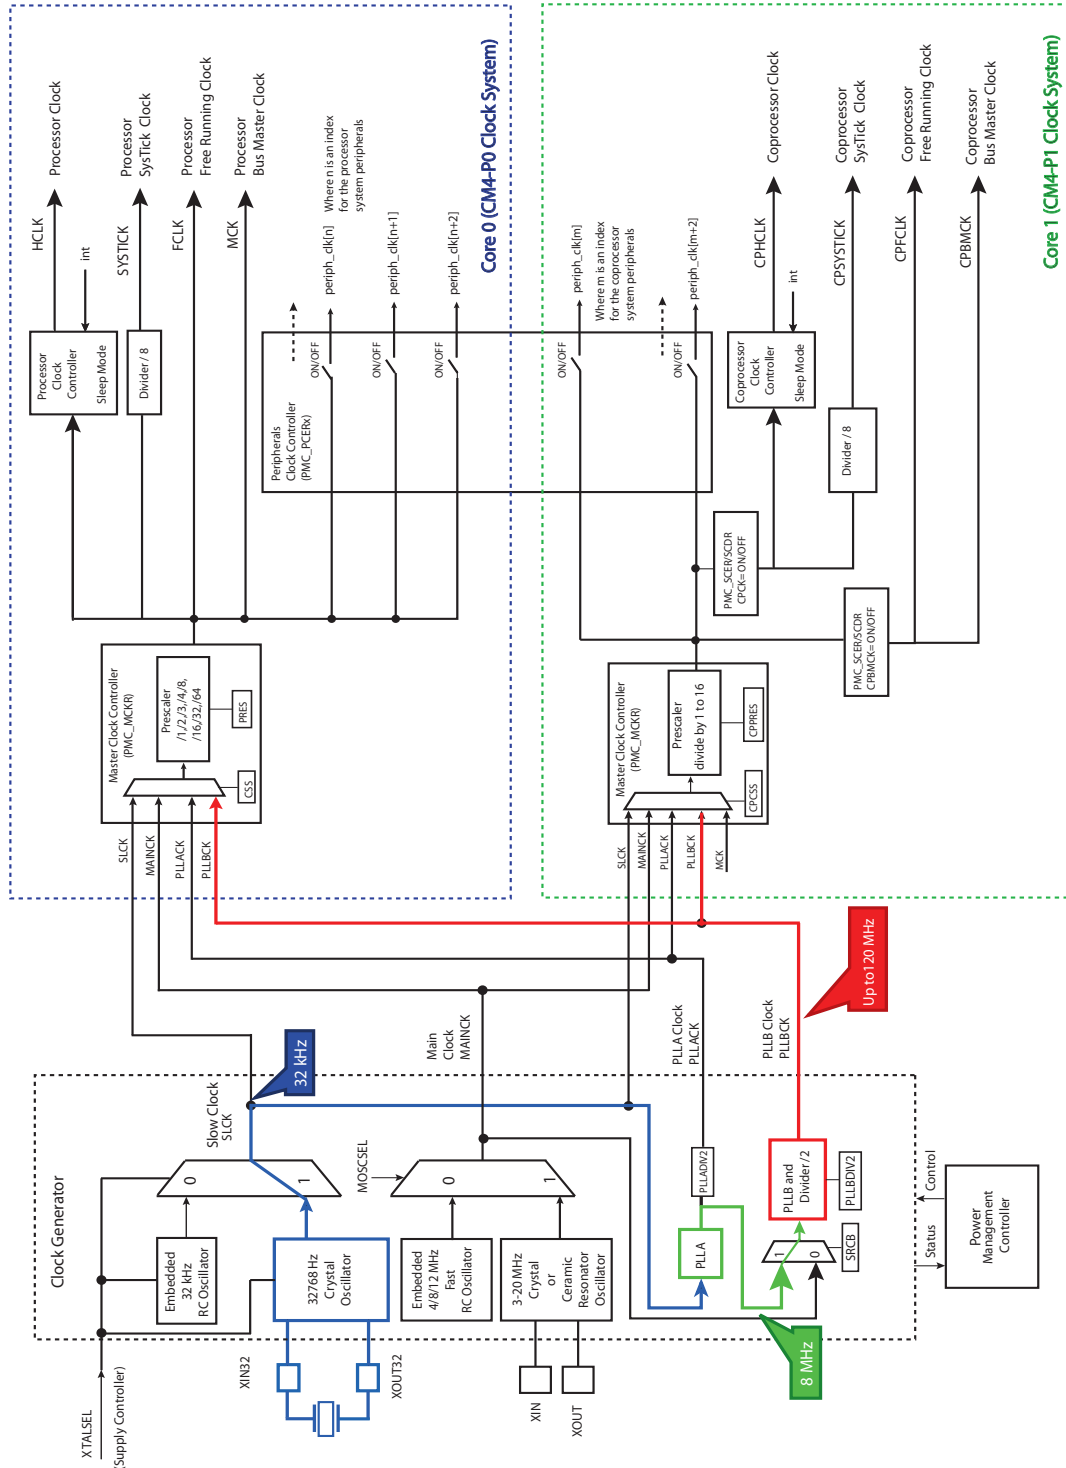 Processor Clock
Processor
SysTick Clock
Processor
Free Running Clock
Processor
Bus Master Clock
HCLK
int
SYSTICK
FCLK
MCK
Processor
Clock
Controller
Sleep Mode
Divider / 8
Where n is an index
for the processor
system peripherals
periph_clk[n]
periph_clk[n+1]
periph_clk[n+2]
ON/OFF
ON/OFF
ON/OFF
Peripherals
Clock Controller
(PMC_PCERx)
Core 0 (CM4-P0 Clock System)
Core 1 (CM4-P1 Clock System)
Coprocessor Clock
Coprocessor
SysTick Clock
Coprocessor
Free Running Clock
Coprocessor
Bus Master Clock
CPHCLK
int
CPSYSTICK
CPFCLK
CPBMCK
periph_clk[m]
Where m is an index
for the coprocessor
system peripherals
periph_clk[m+2]
ON/OFF
ON/OFF
Coprocessor
Clock
Controller
Sleep Mode
Divider / 8
PMC_SCER/SCDR
CPCK=ON/OFF
PMC_SCER/SCDR
CPBMCK=ON/OFF
Master Clock Controller
(PMC_MCKR)
Prescaler
/1,/2,/3,/4,/8,
/16,/32,/64
PRES
CSS
SLCK
MAINCK
PLLACK
PLLBCK
Master Clock Controller
(PMC_MCKR)
Prescaler
divide by 1 to 16
CPPRES
CPCSS
SLCK
MAINCK
PLLACK
PLLBCK
MCK
Up to120 MHz
32 kHz
Main
Clock
MAINCK
PLLA Clock
PLLACK
PLLB Clock
PLLBCK
Slow Clock
SLCK
Clock Generator
0
1
MOSCSEL
0
1
PLLADIV2
PLLB and
Divider /2
PLLBDIV2
Embedded
32 kHz
RC Oscillator
32768 Hz
Crystal
Oscillator
Embedded
4/8/12 MHz
Fast
RC Oscillator
3-20 MHz
Crystal
or
Ceramic
Resonator
Oscillator
PLLA
1
0
SRCB
Status
Control
Power
Management
Controller
8 MHz
XIN32
XOUT32
XIN
XOUT
XTALSEL
(Supply Controller)